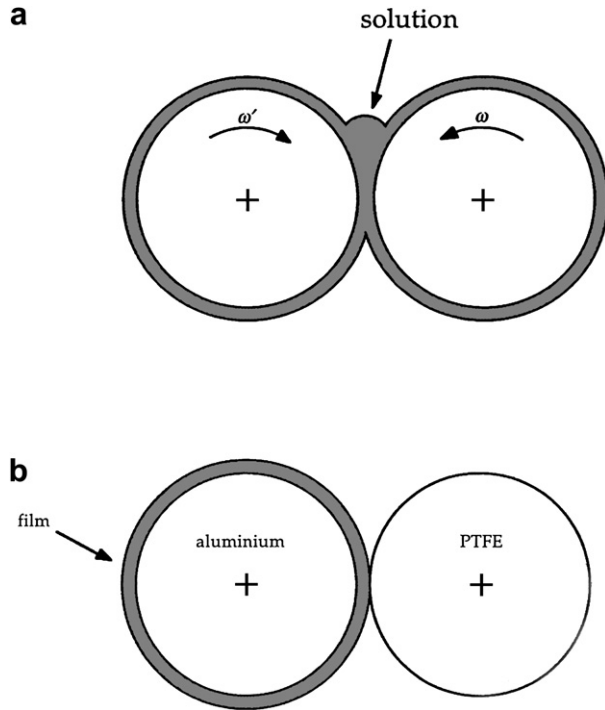 a
solution
ω′
ω
+
+
b
film
aluminium
PTFE
+
+